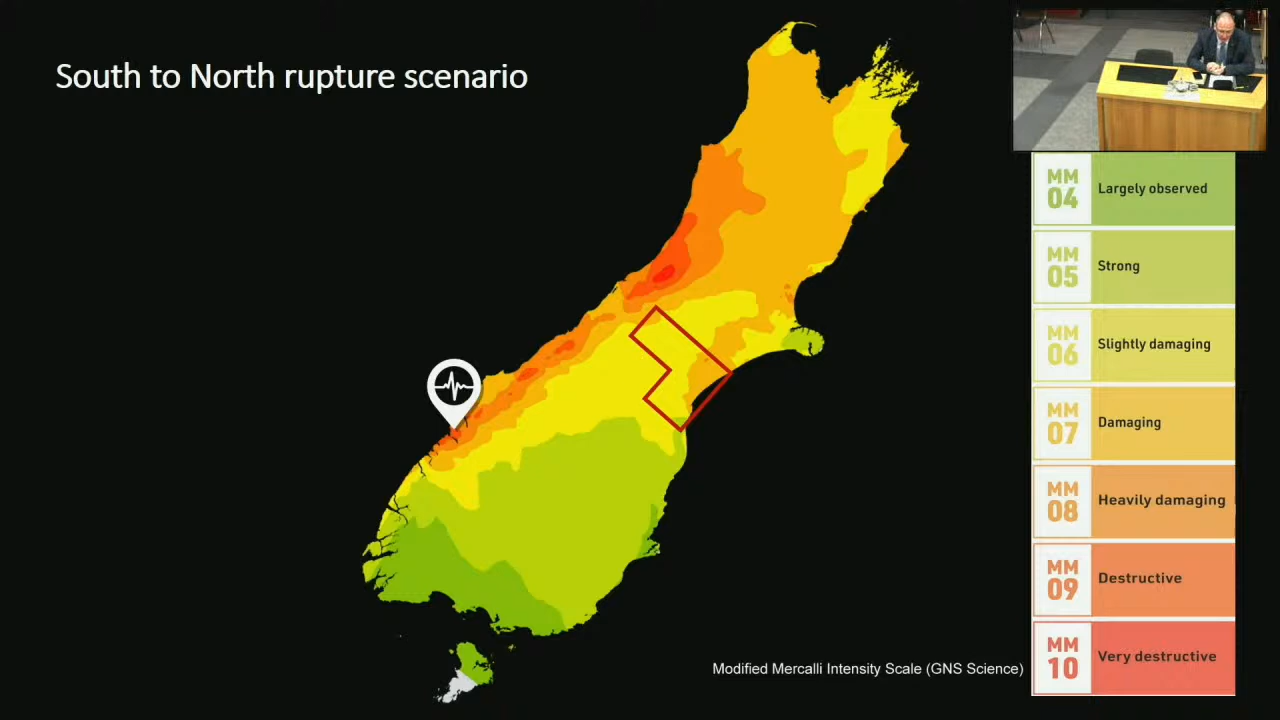 South to North rupture scenario
MM
04
Largely observed
MM
05
Strong
MM
06
Slightly damaging
MM
07
Damaging
MM
08
Heavily damaging
MM
09
Destructive
MM
10
Very destructive
Modified Mercalli Intensity Scale (GNS Science)